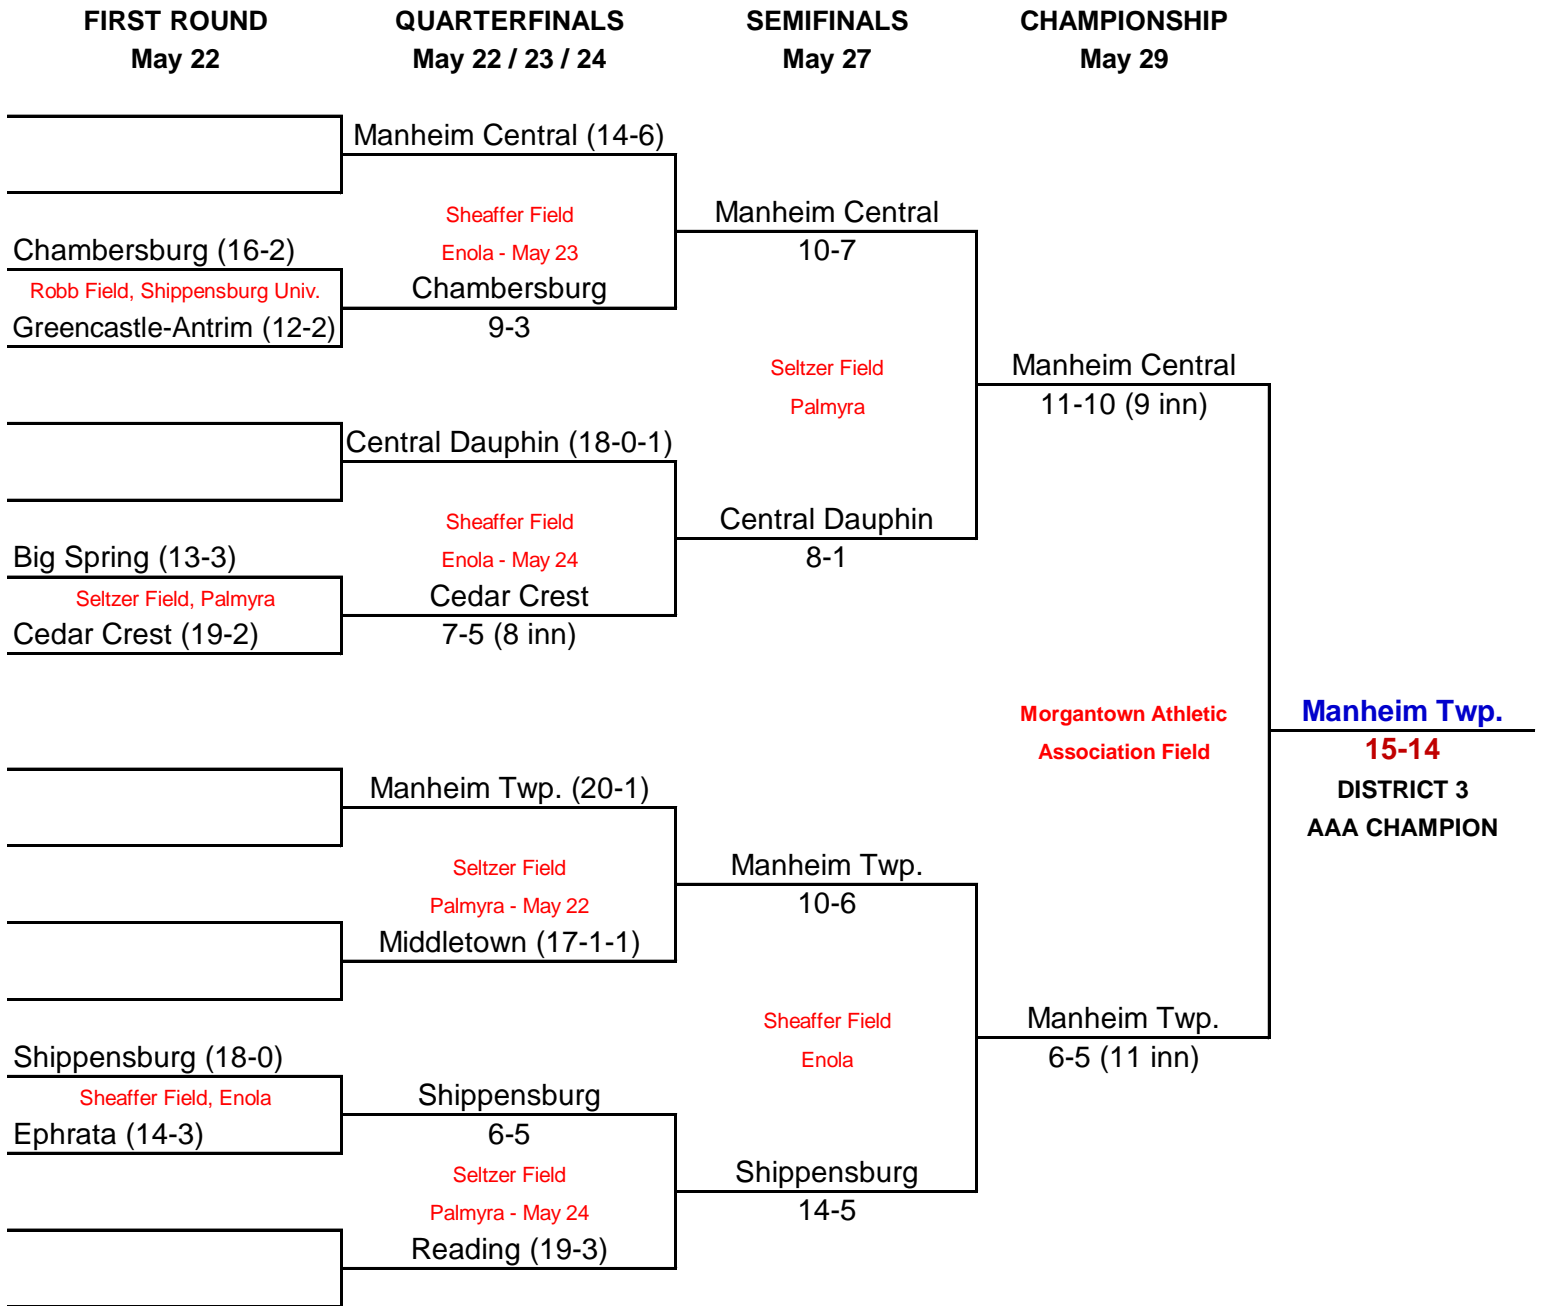 FIRST ROUND
May 22
QUARTERFINALS
May 22 / 23 / 24
SEMIFINALS
May 27
CHAMPIONSHIP
May 29
Chambersburg (16-2)
Robb Field, Shippensburg Univ.
Greencastle-Antrim (12-2)
Big Spring (13-3)
Seltzer Field, Palmyra
Cedar Crest (19-2)
Shippensburg (18-0)
Sheaffer Field, Enola
Ephrata (14-3)
Manheim Central (14-6)
Sheaffer Field
Enola - May 23
Chambersburg
9-3
Central Dauphin (18-0-1)
Sheaffer Field
Enola - May 24
Cedar Crest
7-5 (8 inn)
Manheim Twp. (20-1)
Seltzer Field
Palmyra - May 22
Middletown (17-1-1)
Shippensburg
6-5
Seltzer Field
Palmyra - May 24
Reading (19-3)
Manheim Central
10-7
Seltzer Field
Palmyra
Central Dauphin
8-1
Manheim Twp.
10-6
Sheaffer Field
Enola
Shippensburg
14-5
Manheim Central
11-10 (9 inn)
Morgantown Athletic
Association Field
Manheim Twp.
6-5 (11 inn)
Manheim Twp.
15-14
DISTRICT 3
AAA CHAMPION